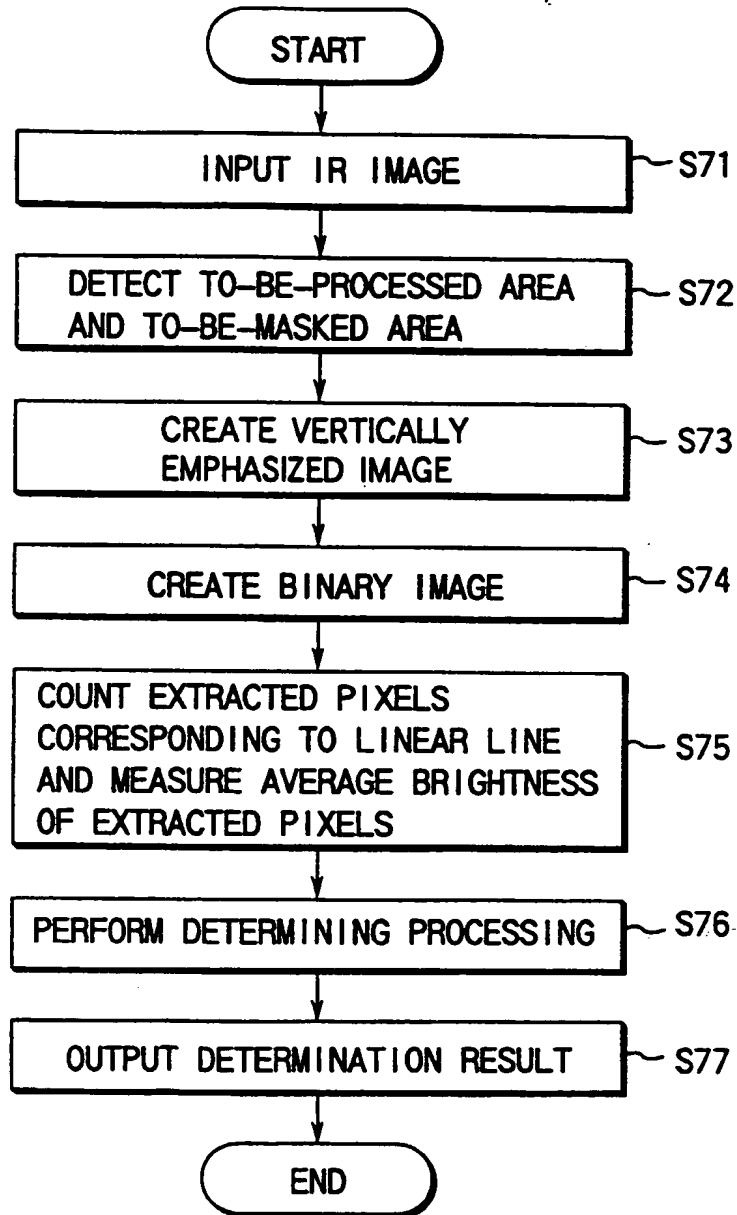 START
INPUT IR IMAGE
S71
DETECT TO-BE-PROCESSED AREA
AND TO-BE-MASKED AREA
S72
CREATE VERTICALLY
EMPHASIZED IMAGE
S73
CREATE BINARY IMAGE
S74
COUNT EXTRACTED PIXELS
CORRESPONDING TO LINEAR LINE
AND MEASURE AVERAGE BRIGHTNESS
OF EXTRACTED PIXELS
S75
PERFORM DETERMINING PROCESSING
S76
OUTPUT DETERMINATION RESULT
S77
END